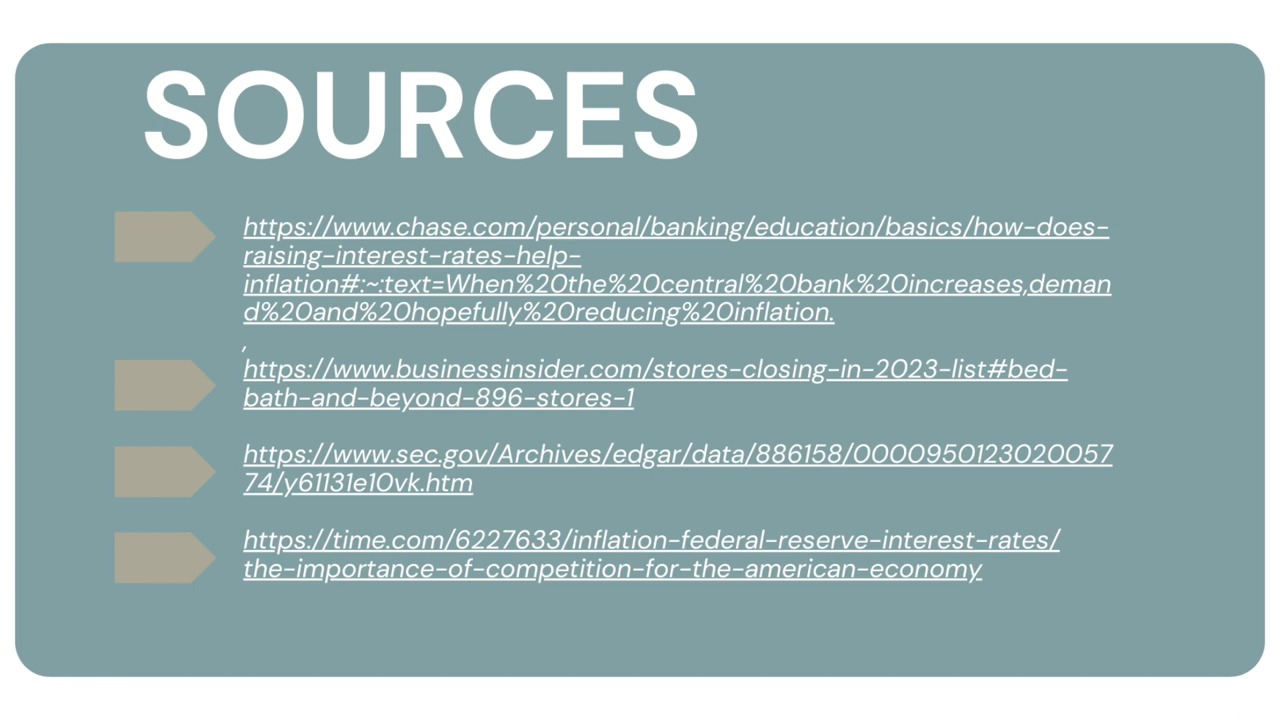 SOURCES
https://www.chase.com/personal/banking/education/basics/how-does-
raising-interest-rates-help-
inflation#:~:text=When%20the%20central%20bank%20increases,deman
d%20and%20hopefully%20reducing%20inflation.
,
https://www.businessinsider.com/stores-closing-in-2023-list#bed-
bath-and-beyond-896-stores-1
https://www.sec.gov/Archives/edgar/data/886158/0000950123020057
74/y61131e10vk.htm
https://time.com/6227633/inflation-federal-reserve-interest-rates/
the-importance-of-competition-for-the-american-economy